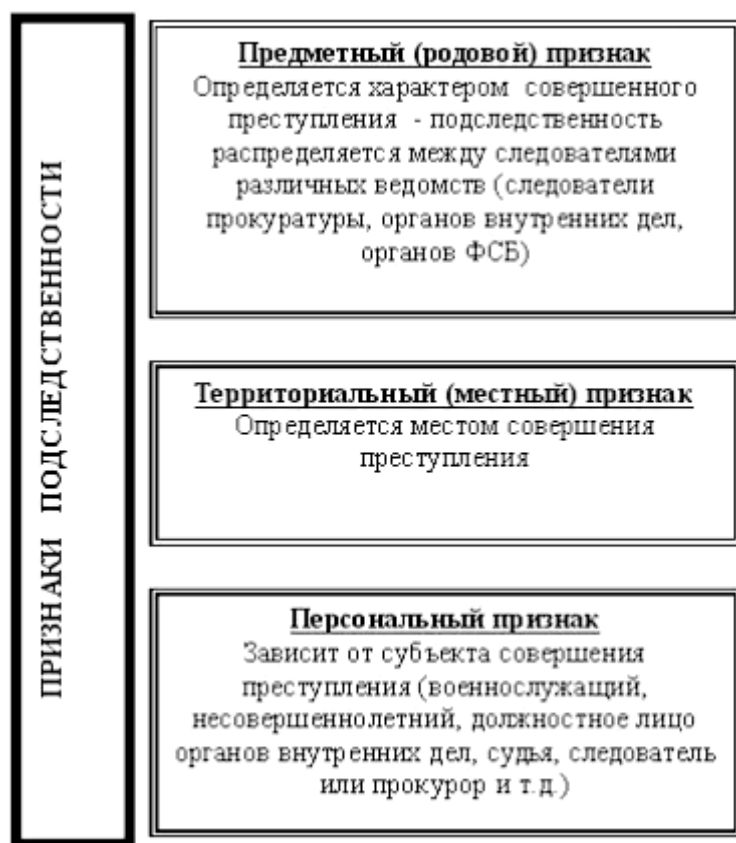 ПРИЗНАКИ ПОДСЛЕДСТВЕННОСТИ
Предметный (родовой) признак
Определяется характером совершенного
преступления - подследственность
распределяется между следователями
различных ведомств (следователи
прокуратуры, органов внутренних дел,
органов ФСБ)
Территориальный (местный) признак
Определяется местом совершения
преступления
Персональный признак
Зависит от субъекта совершения
преступления (военнослужащий,
несовершеннолетний, должностное лицо
органов внутренних дел, судья, следователь
или прокурор и т.д.)